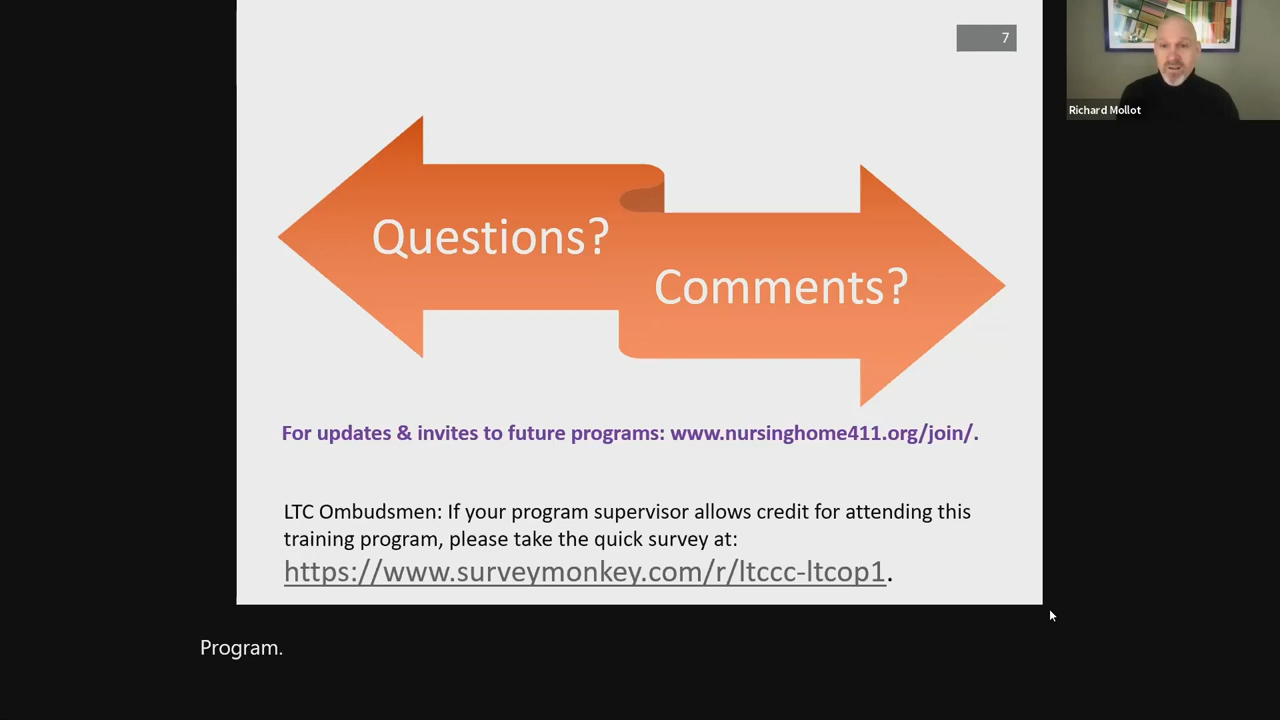 7
Richard Mollot
Questions?
Comments?
For updates & invites to future programs: www.nursinghome411.org/join/.
LTC Ombudsmen: If your program supervisor allows credit for attending this
training program, please take the quick survey at:
https://www.surveymonkey.com/r/ltccc-ltcop1.
Program.